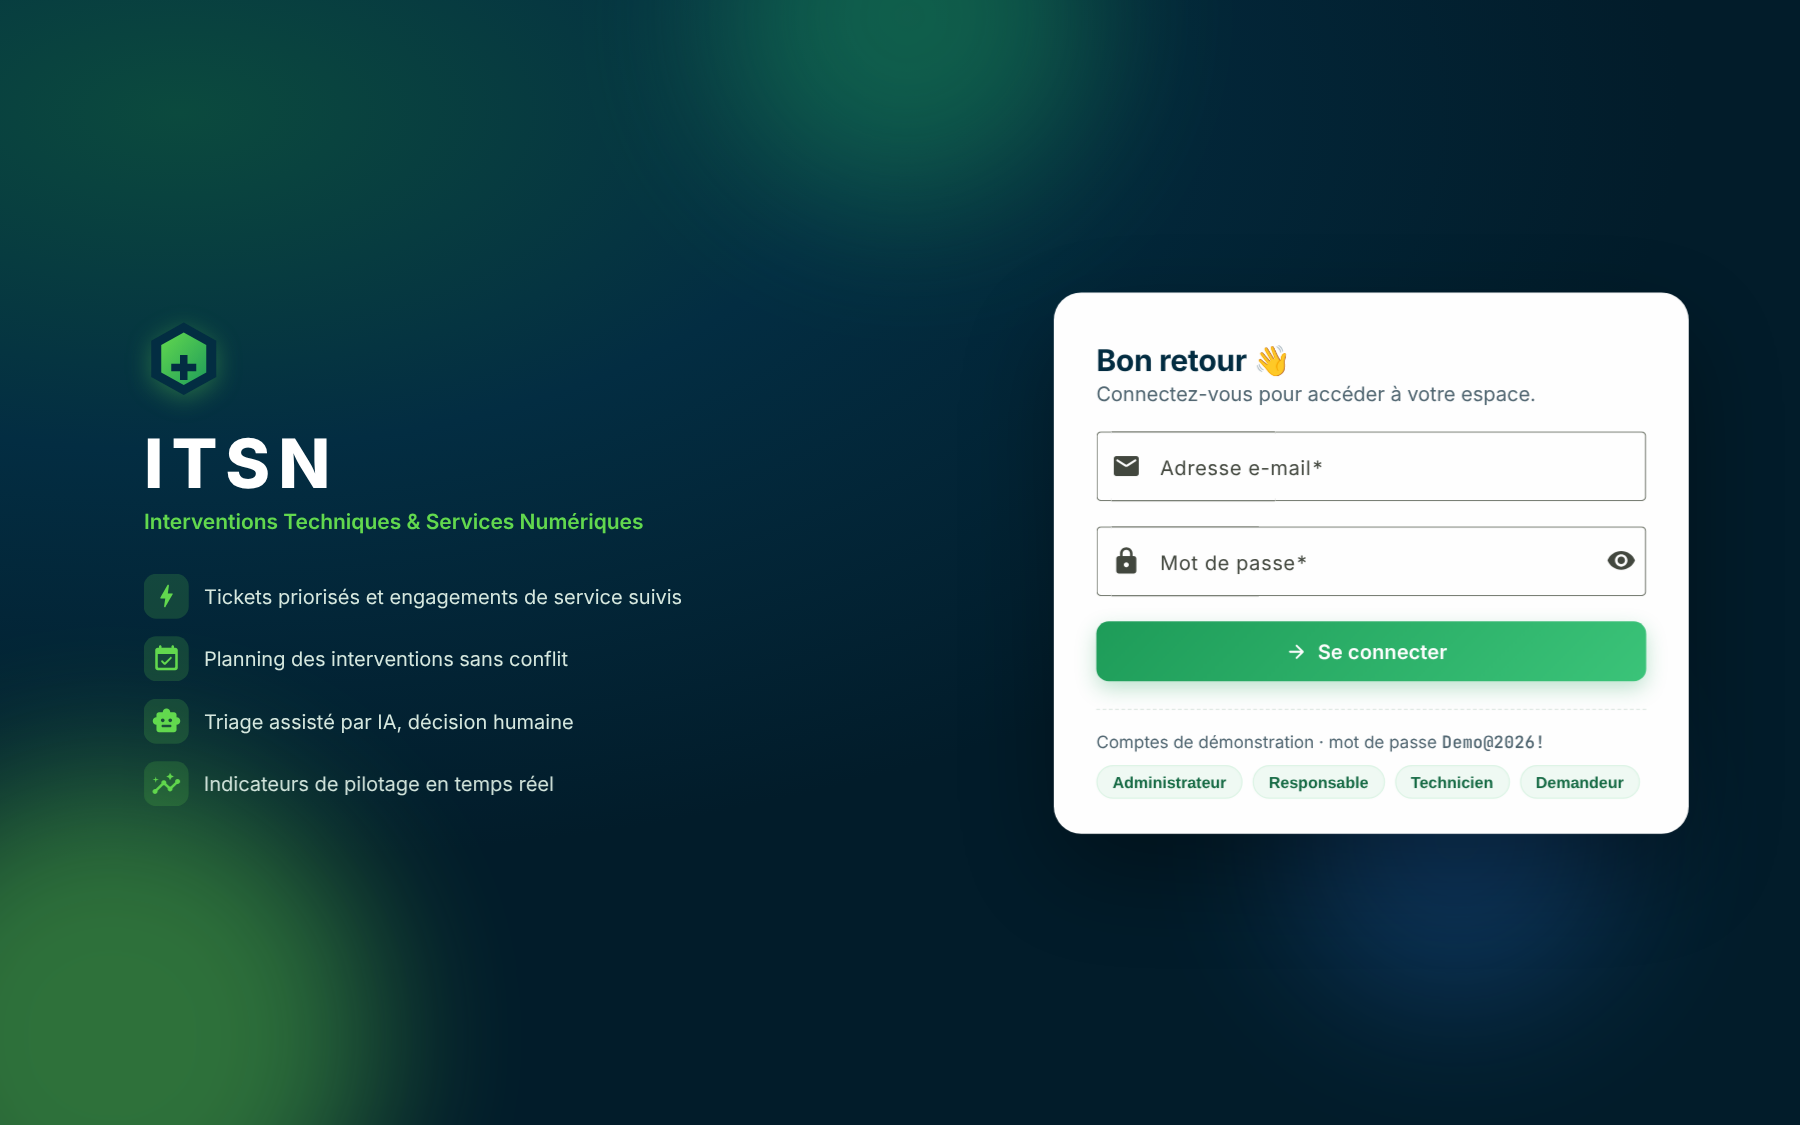 ITSN
Interventions Techniques & Services Numériques
Tickets priorisés et engagements de service suivis
Planning des interventions sans conflit
Triage assisté par IA, décision humaine
Indicateurs de pilotage en temps réel
Bon retour 👋
Connectez-vous pour accéder à votre espace.
Adresse e-mail*
Mot de passe*
→ Se connecter
Comptes de démonstration · mot de passe Demo@2026!
Administrateur Responsable Technicien Demandeur